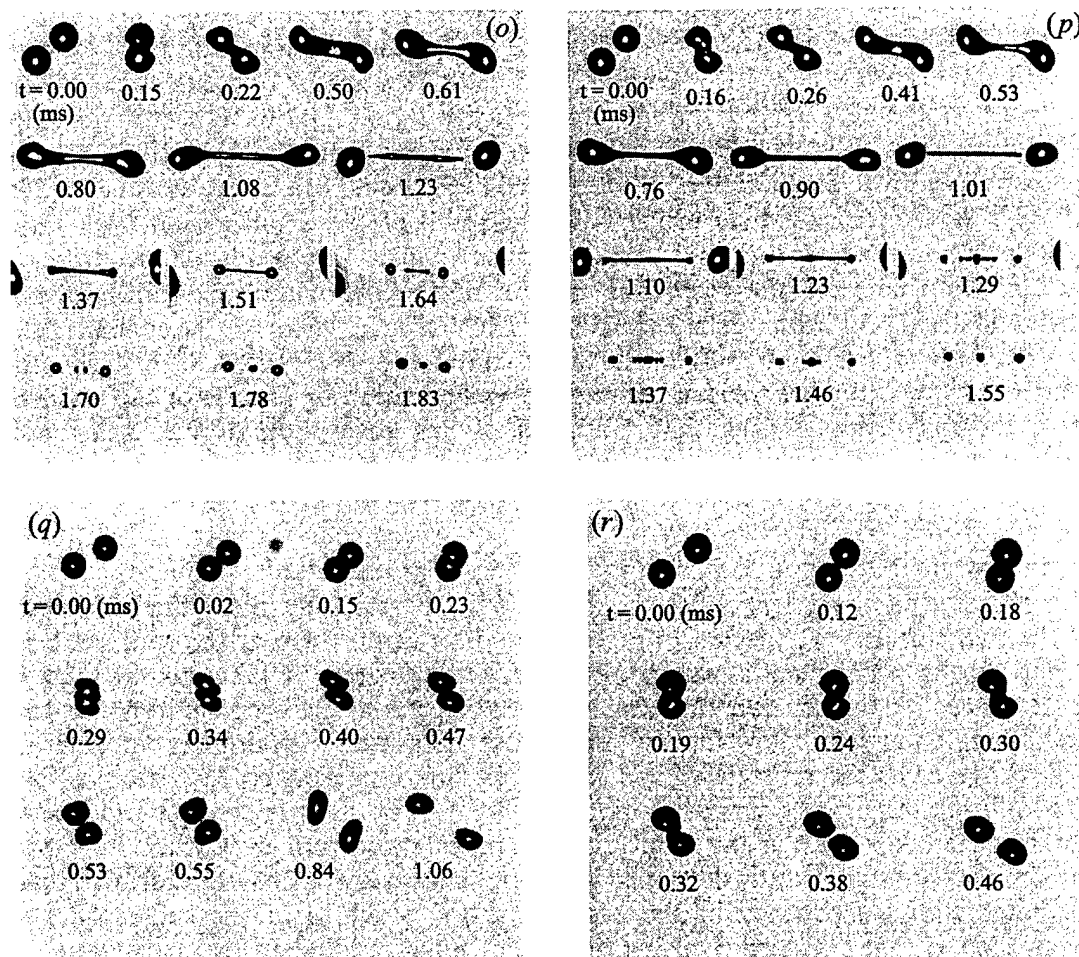 (o)
t = 0.00 0.15 0.22 0.50 0.61
(ms)
0.80 1.08 1.23
1.37 1.51 1.64
1.70 1.78 1.83
(p)
t = 0.00 0.16 0.26 0.41 0.53
(ms)
0.76 0.90 1.01
1.10 1.23 1.29
1.37 1.46 1.55
(q)
t = 0.00 (ms) 0.02 0.15 0.23
0.29 0.34 0.40 0.47
0.53 0.55 0.84 1.06
(r)
t = 0.00 (ms) 0.12 0.18
0.19 0.24 0.30
0.32 0.38 0.46